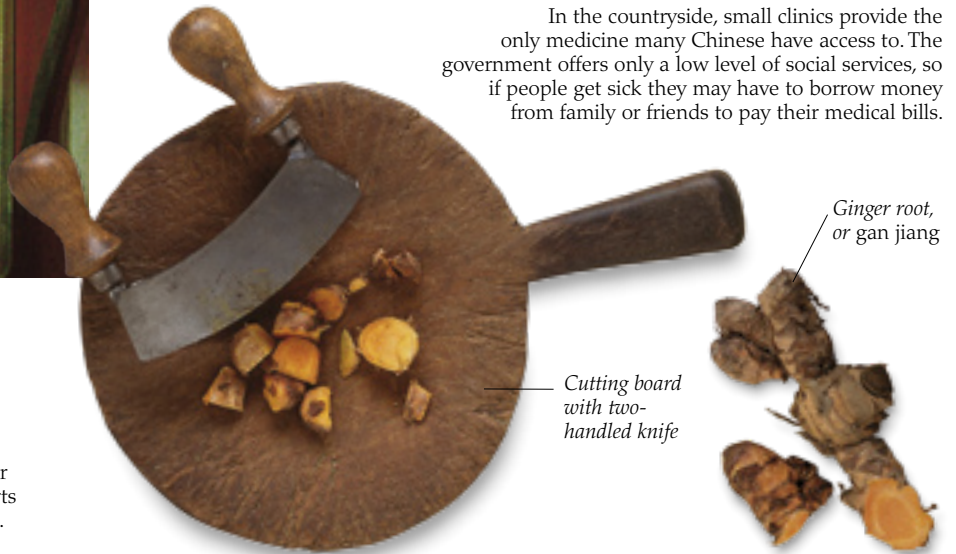 In the countryside, small clinics provide the
only medicine many Chinese have access to. The
government offers only a low level of social services, so
if people get sick they may have to borrow money
from family or friends to pay their medical bills.
Ginger root,
or gan jiang
Cutting board
with two-
handled knife
r
ts
.